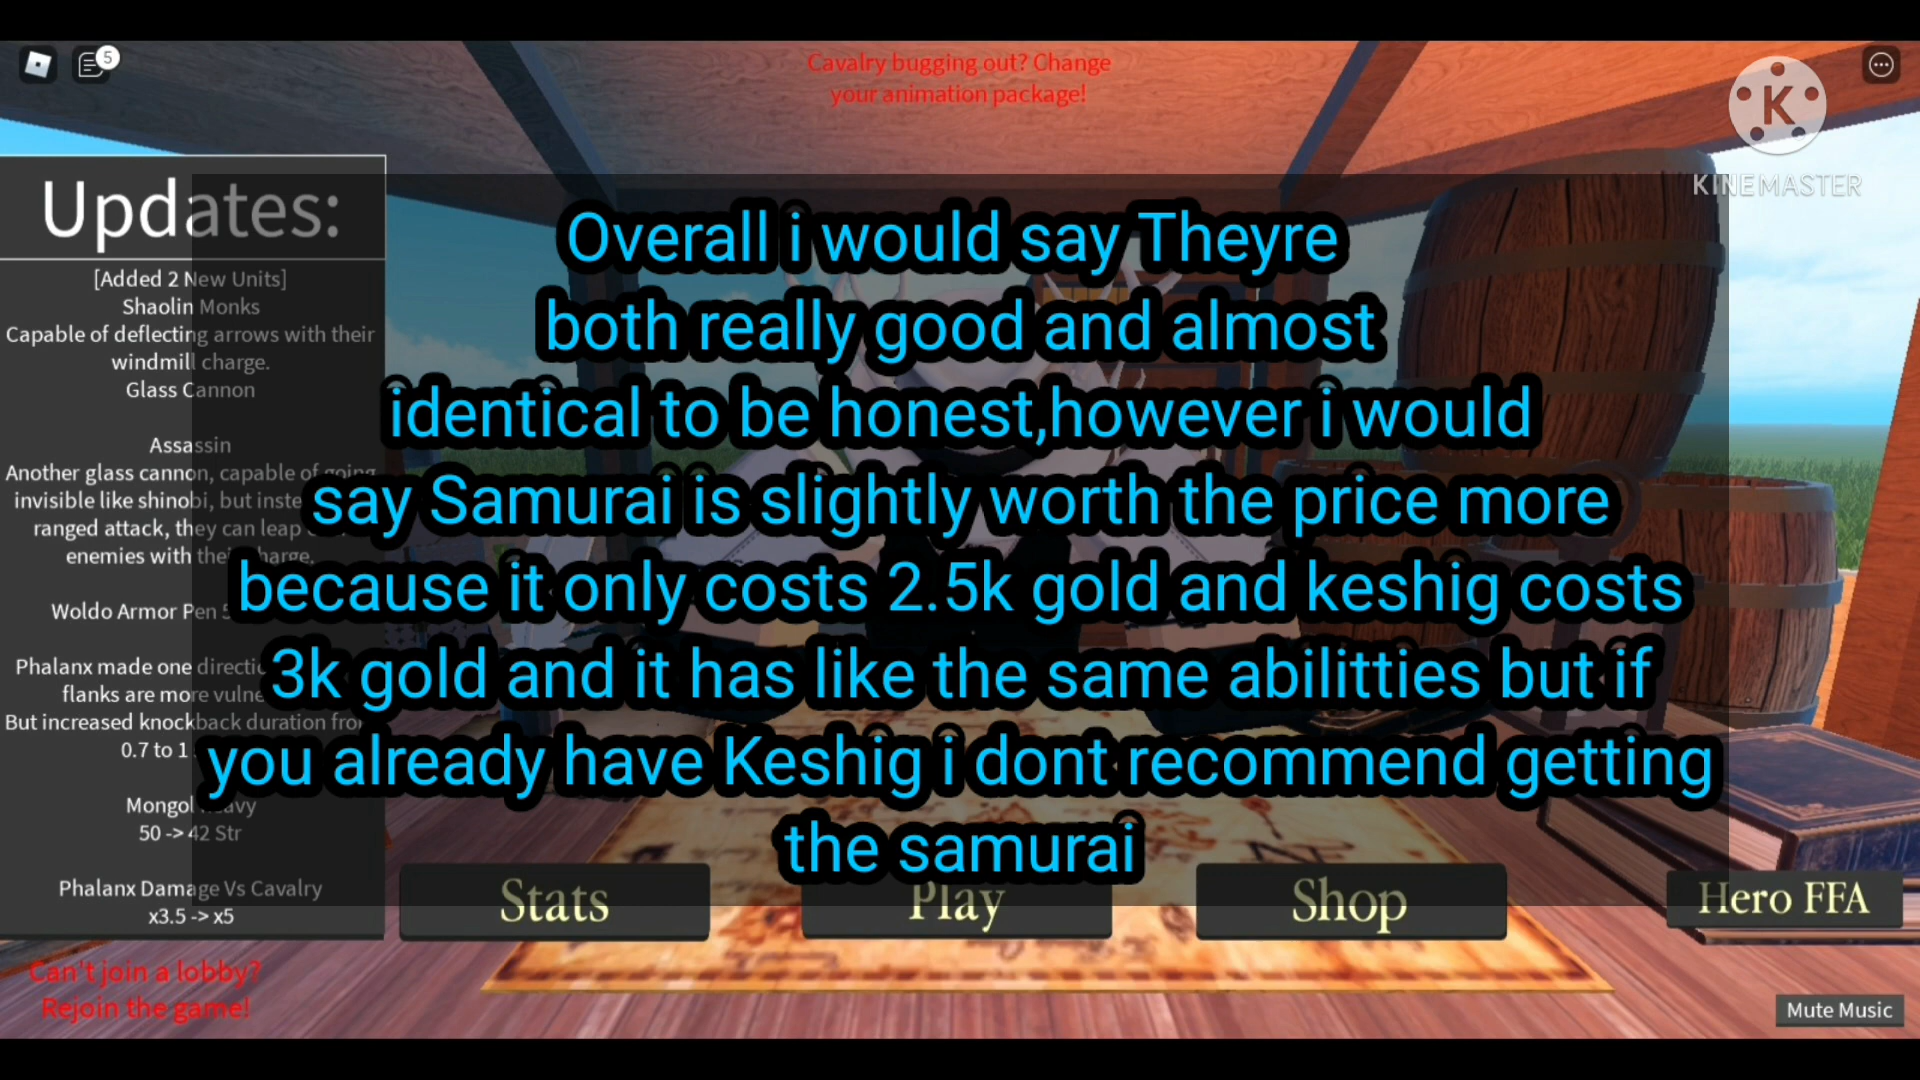 5
Cavalry bugging out? Change
your animation package!
K
KINEMASTER
Updates:
[Added 2 New Units]
Shaolin Monks
Capable of deflecting arrows with their
windmill charge.
Glass Cannon
Assassin
Another glass cannon, capable of going
invisible like shinobi, but
ranged attack, they can leap
enemies with their charge.
Woldo Armor Pen
Phalanx made one
flanks are more
But increased knockback duration from
0.7 to 1
Mongol Heavy
50 -> 42 Str
Phalanx Damage Vs Cavalry
x3.5 -> x5
Overall i would say Theyre
both really good and almost
identical to be honest,however i would
say Samurai is slightly worth the price more
because it only costs 2.5k gold and keshig costs
3k gold and it has like the same abilitties but if
you already have Keshig i dont recommend getting
the samurai
Stats
Play
Shop
Hero FFA
Can't join a lobby?
Rejoin the game!
Mute Music